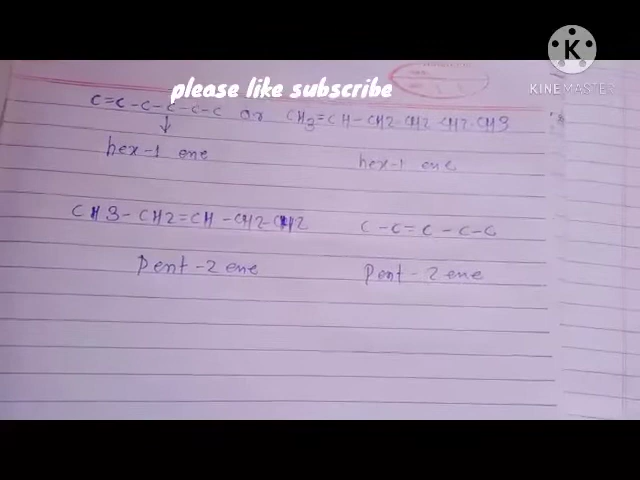 please like subscribe
KINEMASTER
C=C-C-C-C-C or CH3=CH-CH2-CH2 CH2-CH3
hex-1 ene hex-1 ene
CH3-CH2=CH-CH2-CH2 C-C=C-C-C
Pent-2 ene Pent-2 ene